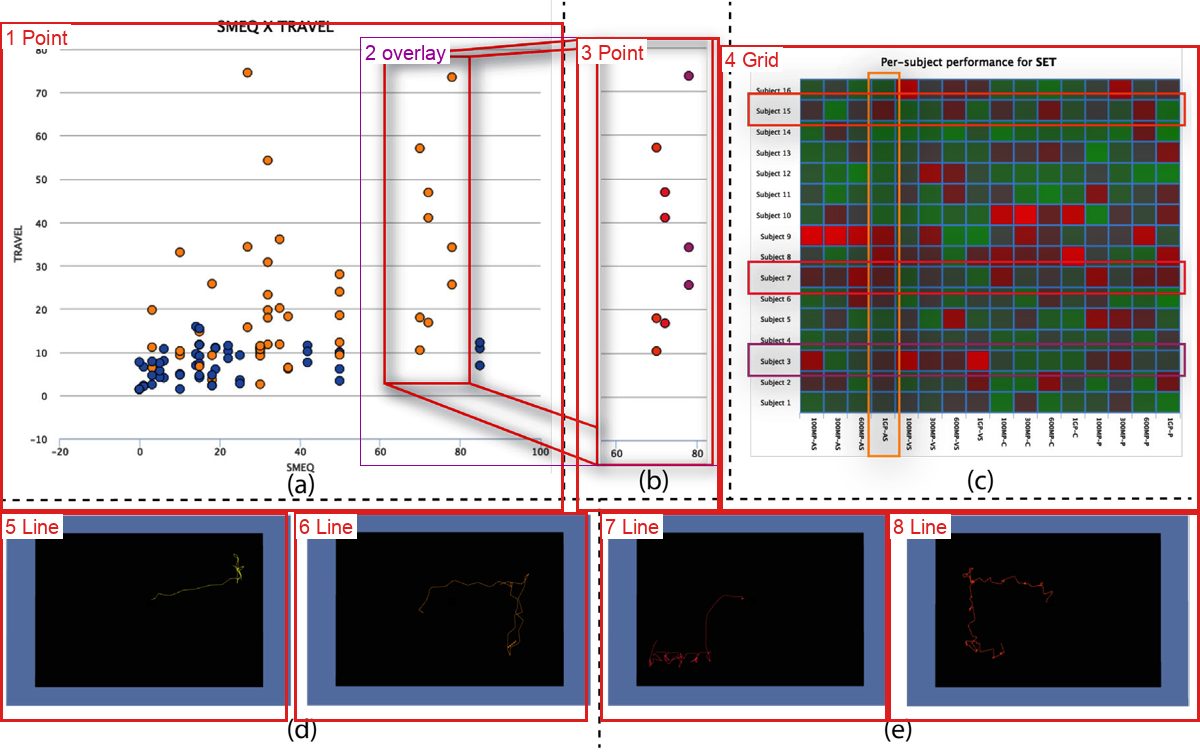 SMEQ X TRAVEL
1 Point
2 overlay
3 Point
4 Grid
Per-subject performance for SET
80
70
60
50
40
30
20
10
0
−10
TRAVEL
−20
0
20
40
60
80
100
SMEQ
60
80
Subject 16
Subject 15
Subject 14
Subject 13
Subject 12
Subject 11
Subject 10
Subject 9
Subject 8
Subject 7
Subject 6
Subject 5
Subject 4
Subject 3
Subject 2
Subject 1
100MP-AS
300MP-AS
600MP-AS
1GP-AS
100MP-VS
300MP-VS
600MP-VS
1GP-VS
100MP-C
300MP-C
600MP-C
1GP-C
100MP-P
300MP-P
600MP-P
1GP-P
(a)
(b)
(c)
5 Line
6 Line
7 Line
8 Line
(d)
(e)